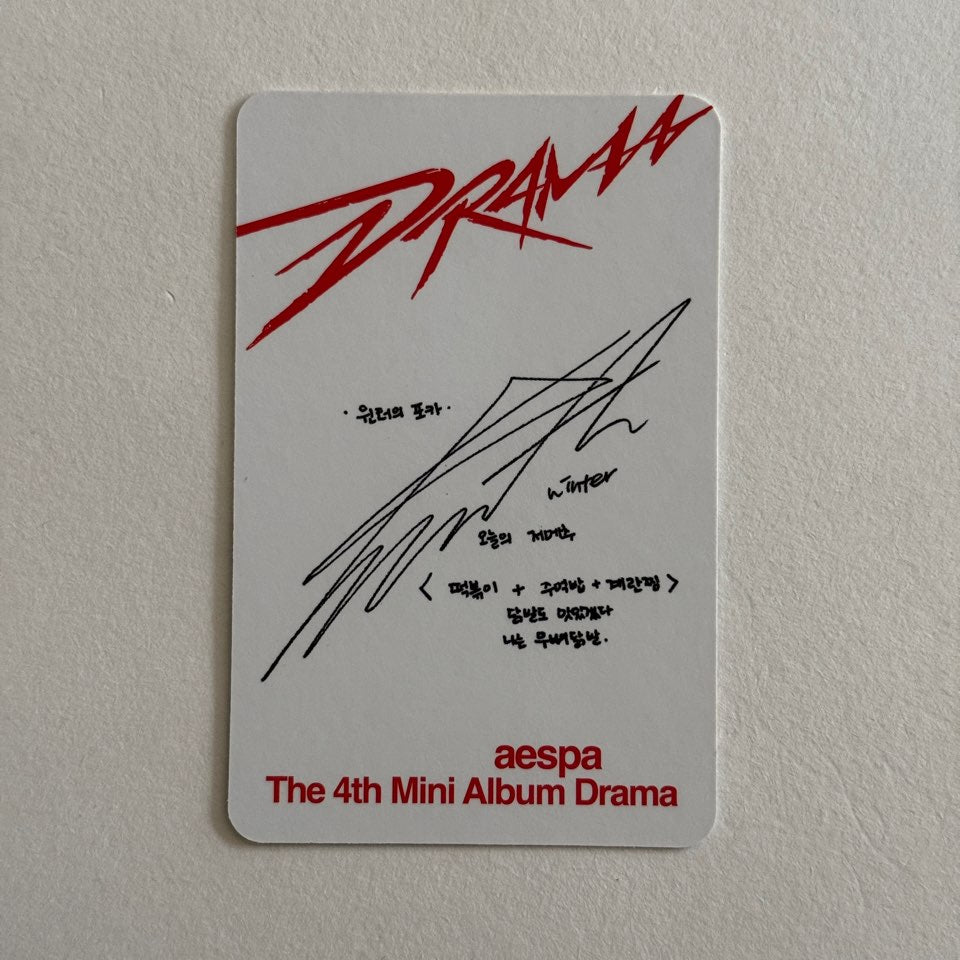 DRAMA
· 윈터의 포카 ·
winter
오늘의 저메추
< 떡볶이 + 주먹밥 + 계란찜 >
닭발도 맛있겠다
나는 무뼈닭발.
aespa
The 4th Mini Album Drama